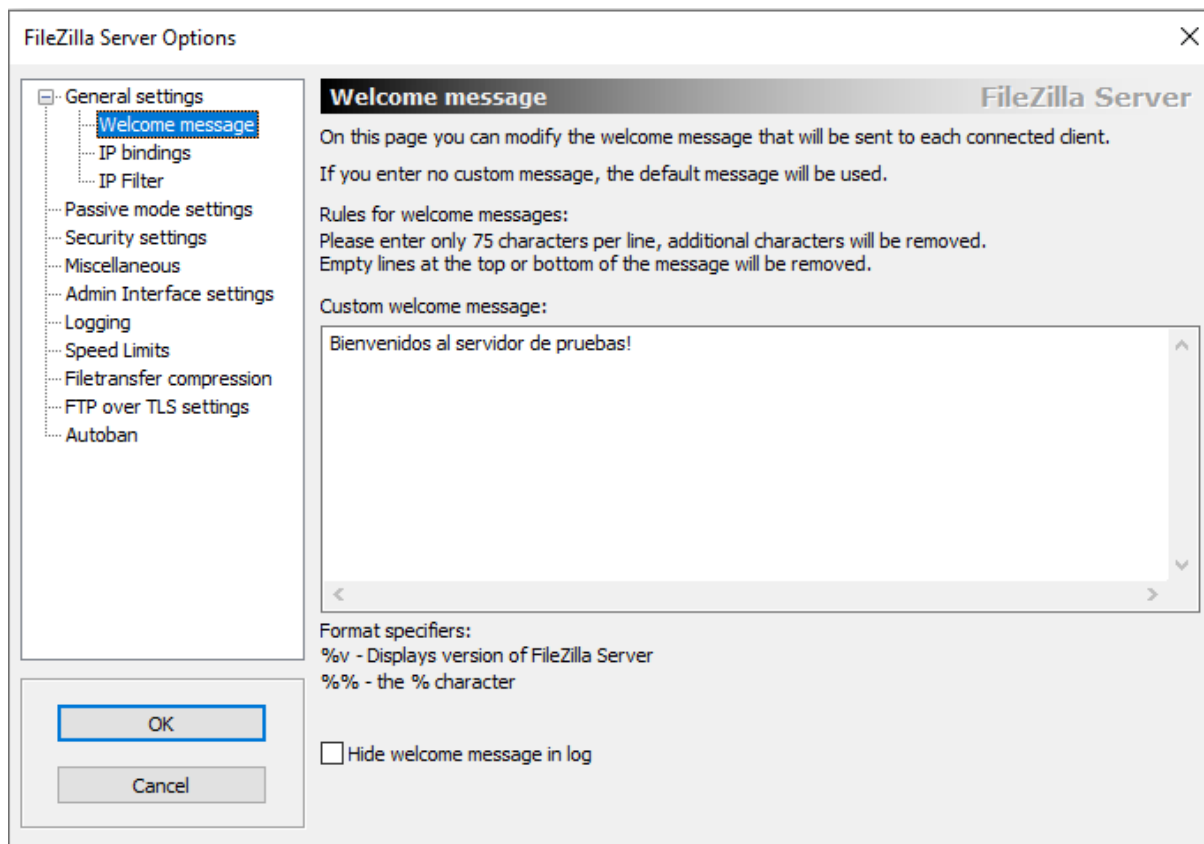 FileZilla Server Options
General settings
Welcome message
IP bindings
IP Filter
Passive mode settings
Security settings
Miscellaneous
Admin Interface settings
Logging
Speed Limits
Filetransfer compression
FTP over TLS settings
Autoban
OK
Cancel
Welcome message
FileZilla Server
On this page you can modify the welcome message that will be sent to each connected client.
If you enter no custom message, the default message will be used.
Rules for welcome messages:
Please enter only 75 characters per line, additional characters will be removed.
Empty lines at the top or bottom of the message will be removed.
Custom welcome message:
Bienvenidos al servidor de pruebas!
Format specifiers:
%v - Displays version of FileZilla Server
%% - the % character
Hide welcome message in log